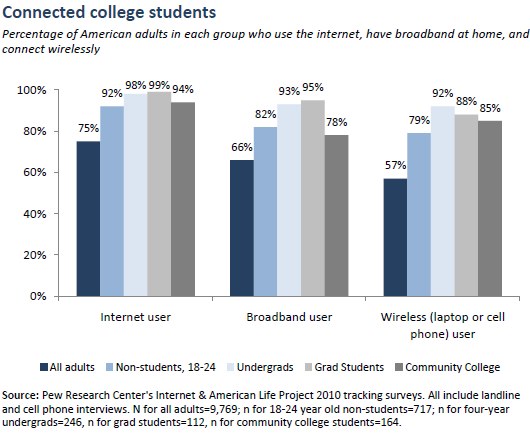 Connected college students
Percentage of American adults in each group who use the internet, have broadband at home, and
connect wirelessly
100%
80%
60%
40%
20%
0%
75%
92%
98%
99%
94%
66%
82%
93%
95%
78%
57%
79%
92%
88%
85%
Internet user
Broadband user
Wireless (laptop or cell
phone) user
All adults
Non-students, 18-24
Undergrads
Grad Students
Community College
Source: Pew Research Center's Internet & American Life Project 2010 tracking surveys. All include landline
and cell phone interviews. N for all adults=9,769; n for 18-24 year old non-students=717; n for four-year
undergrads=246, n for grad students=112, n for community college students=164.